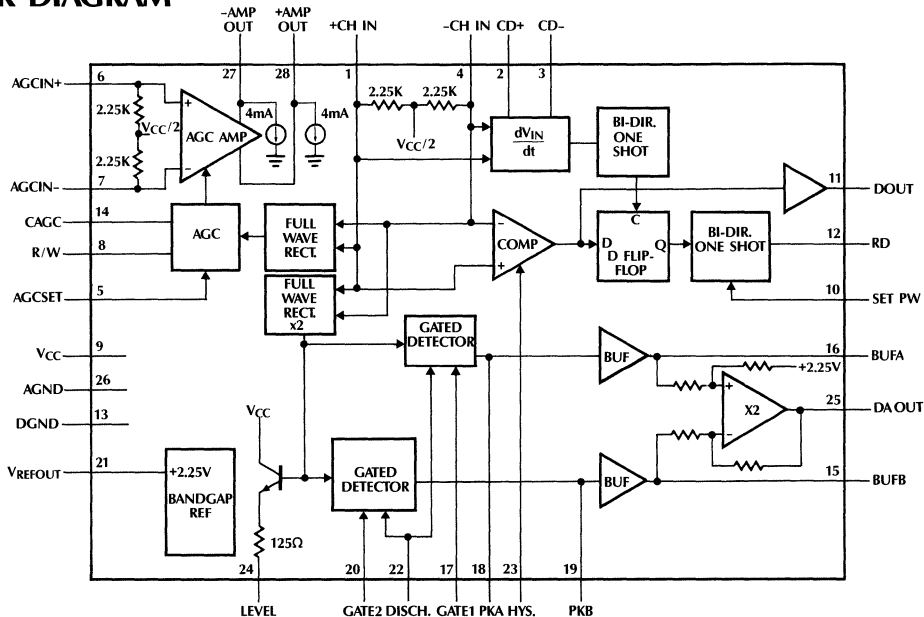 R DIAGRAM
–AMP OUT
+AMP OUT
+CH IN
–CH IN
CD+
CD–
27
28
1
4
2
3
AGCIN+
6
2.25K
VCC/2
2.25K
AGCIN–
7
+
AGC AMP
–
4mA
4mA
2.25K
2.25K
VCC/2
dVIN
dt
BI-DIR.
ONE
SHOT
11
DOUT
CAGC
14
R/W
8
AGC
AGCSET
5
FULL
WAVE
RECT.
FULL
WAVE
RECT.
x2
–
COMP
+
C
D
Q
D FLIP-
FLOP
BI-DIR.
ONE SHOT
12
RD
10
SET PW
GATED
DETECTOR
BUF
16
BUFA
+2.25V
+
X2
–
25
DA OUT
VCC
9
AGND
26
DGND
13
VREFOUT
21
+2.25V
BANDGAP
REF
VCC
125Ω
GATED
DETECTOR
BUF
15
BUFB
24
20
22
17
18
23
19
LEVEL
GATE2
DISCH.
GATE1
PKA
HYS.
PKB